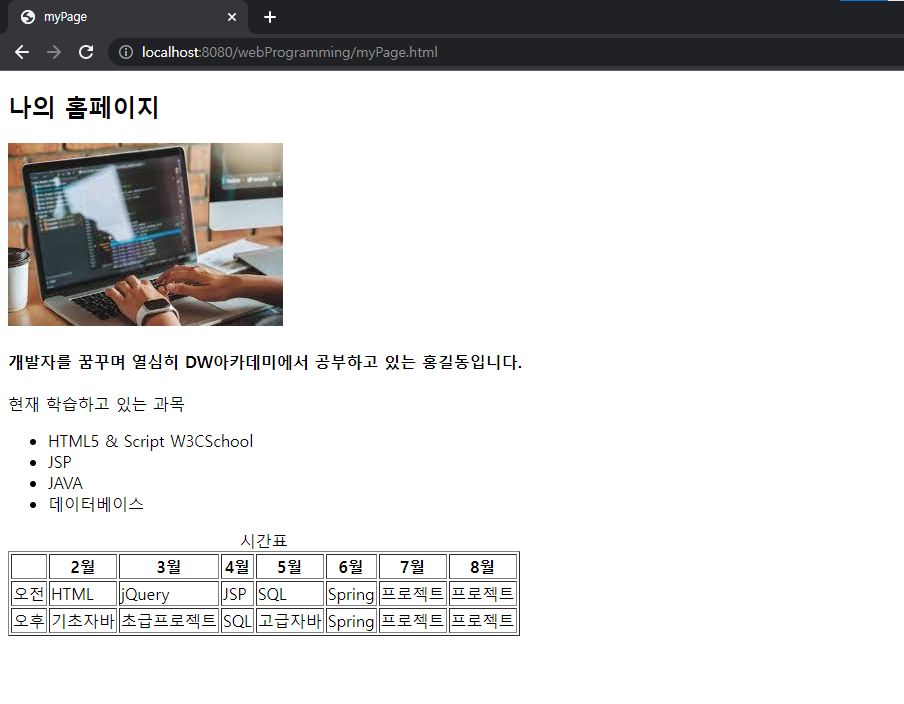 myPage
localhost:8080/webProgramming/myPage.html
나의 홈페이지
개발자를 꿈꾸며 열심히 DW아카데미에서 공부하고 있는 홍길동입니다.
현재 학습하고 있는 과목
HTML5 & Script W3CSchool
JSP
JAVA
데이터베이스
시간표
2월 3월 4월 5월 6월 7월 8월
오전 HTML jQuery JSP SQL Spring 프로젝트 프로젝트
오후 기초자바 초급프로젝트 SQL 고급자바 Spring 프로젝트 프로젝트